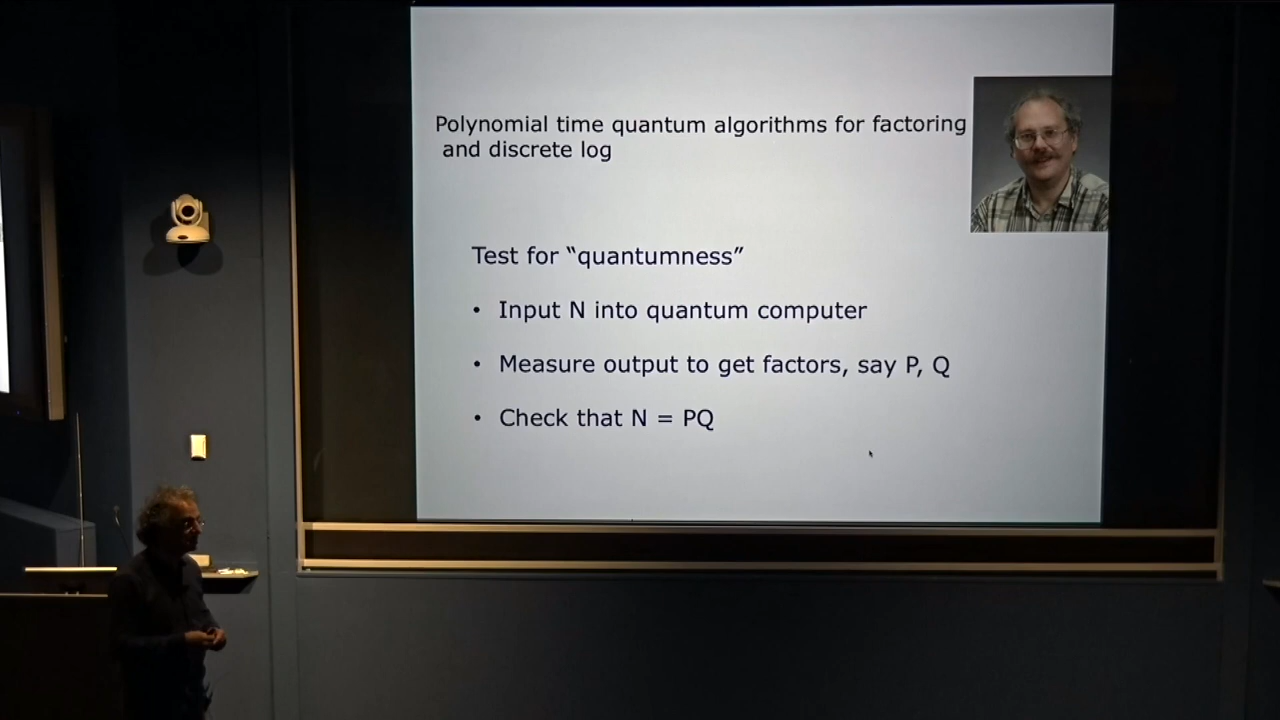 Polynomial time quantum algorithms for factoring
and discrete log
Test for “quantumness”
• Input N into quantum computer
• Measure output to get factors, say P, Q
• Check that N = PQ